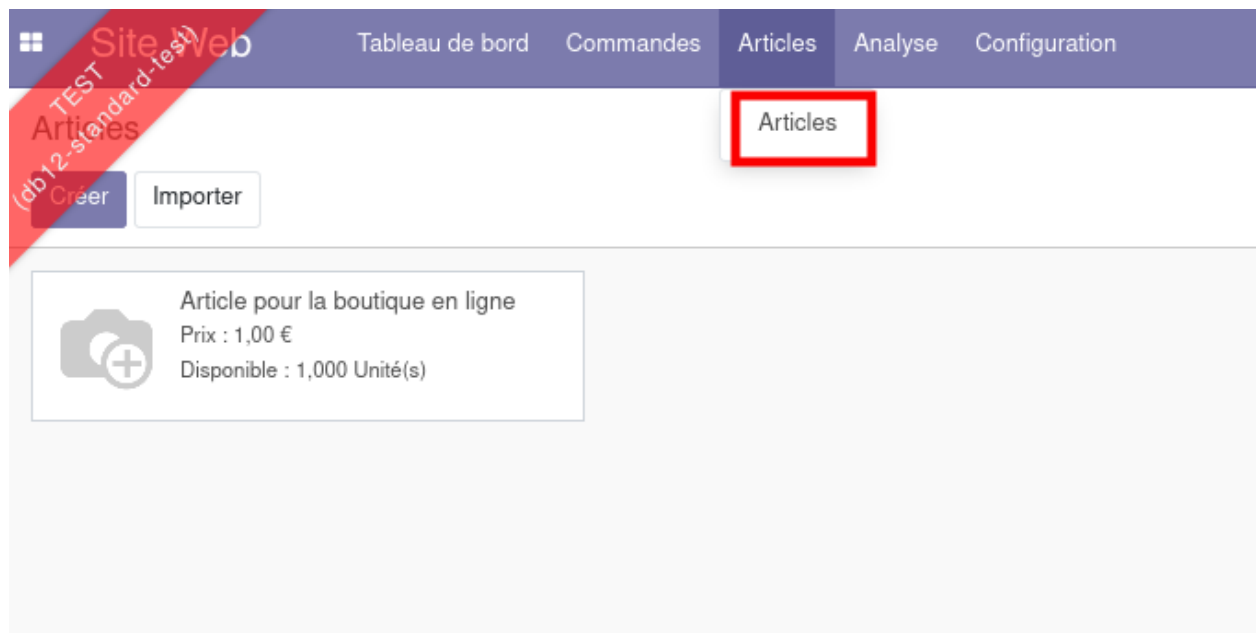 Site Web
Tableau de bord
Commandes
Articles
Analyse
Configuration
TEST
(db12-standard-test)
Articles
Articles
Créer
Importer
Article pour la boutique en ligne
Prix : 1,00 €
Disponible : 1,000 Unité(s)